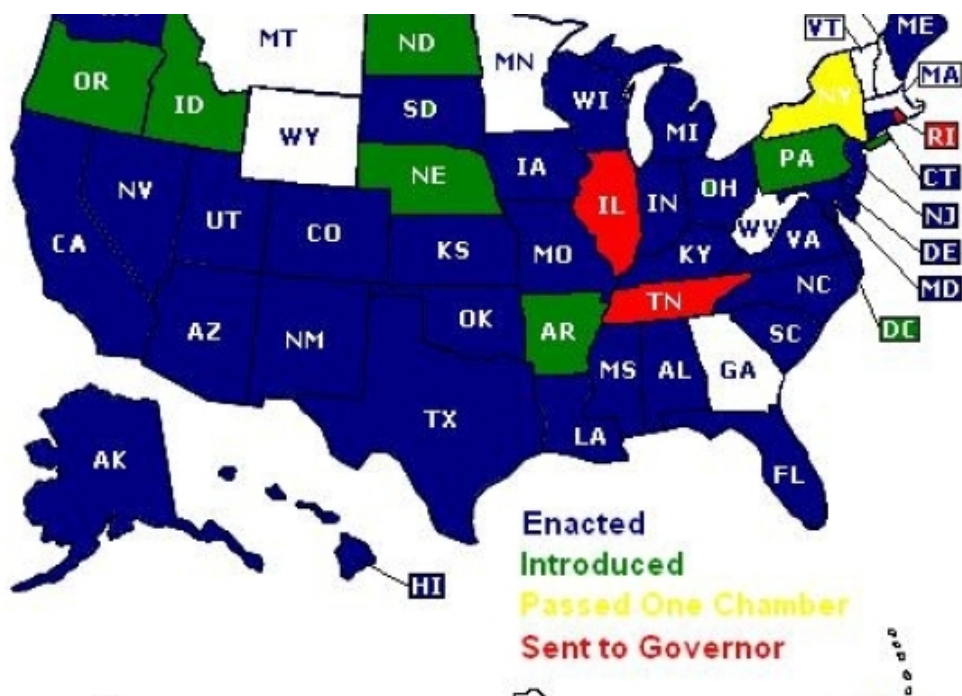 ME
VT
MT
ND
MN
OR
MA
ID
SD
WI
NY
WY
MI
RI
PA
IA
NE
CT
OH
NV
IL
IN
NJ
UT
CO
WV
VA
CA
KS
MO
KY
DE
NC
MD
TN
AZ
NM
OK
AR
SC
DC
MS
AL
GA
TX
LA
AK
FL
Enacted
Introduced
HI
Passed One Chamber
Sent to Governor